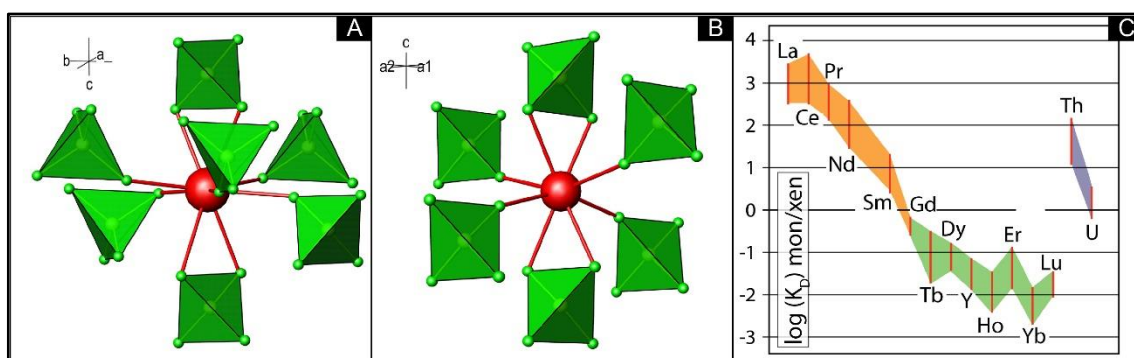 A
b
a
c
B
c
a2
a1
C
4
3
2
1
0
-1
-2
-3
log (K_D) mon/xen
La
Ce
Pr
Nd
Sm
Gd
Tb
Dy
Y
Ho
Er
Yb
Lu
Th
U